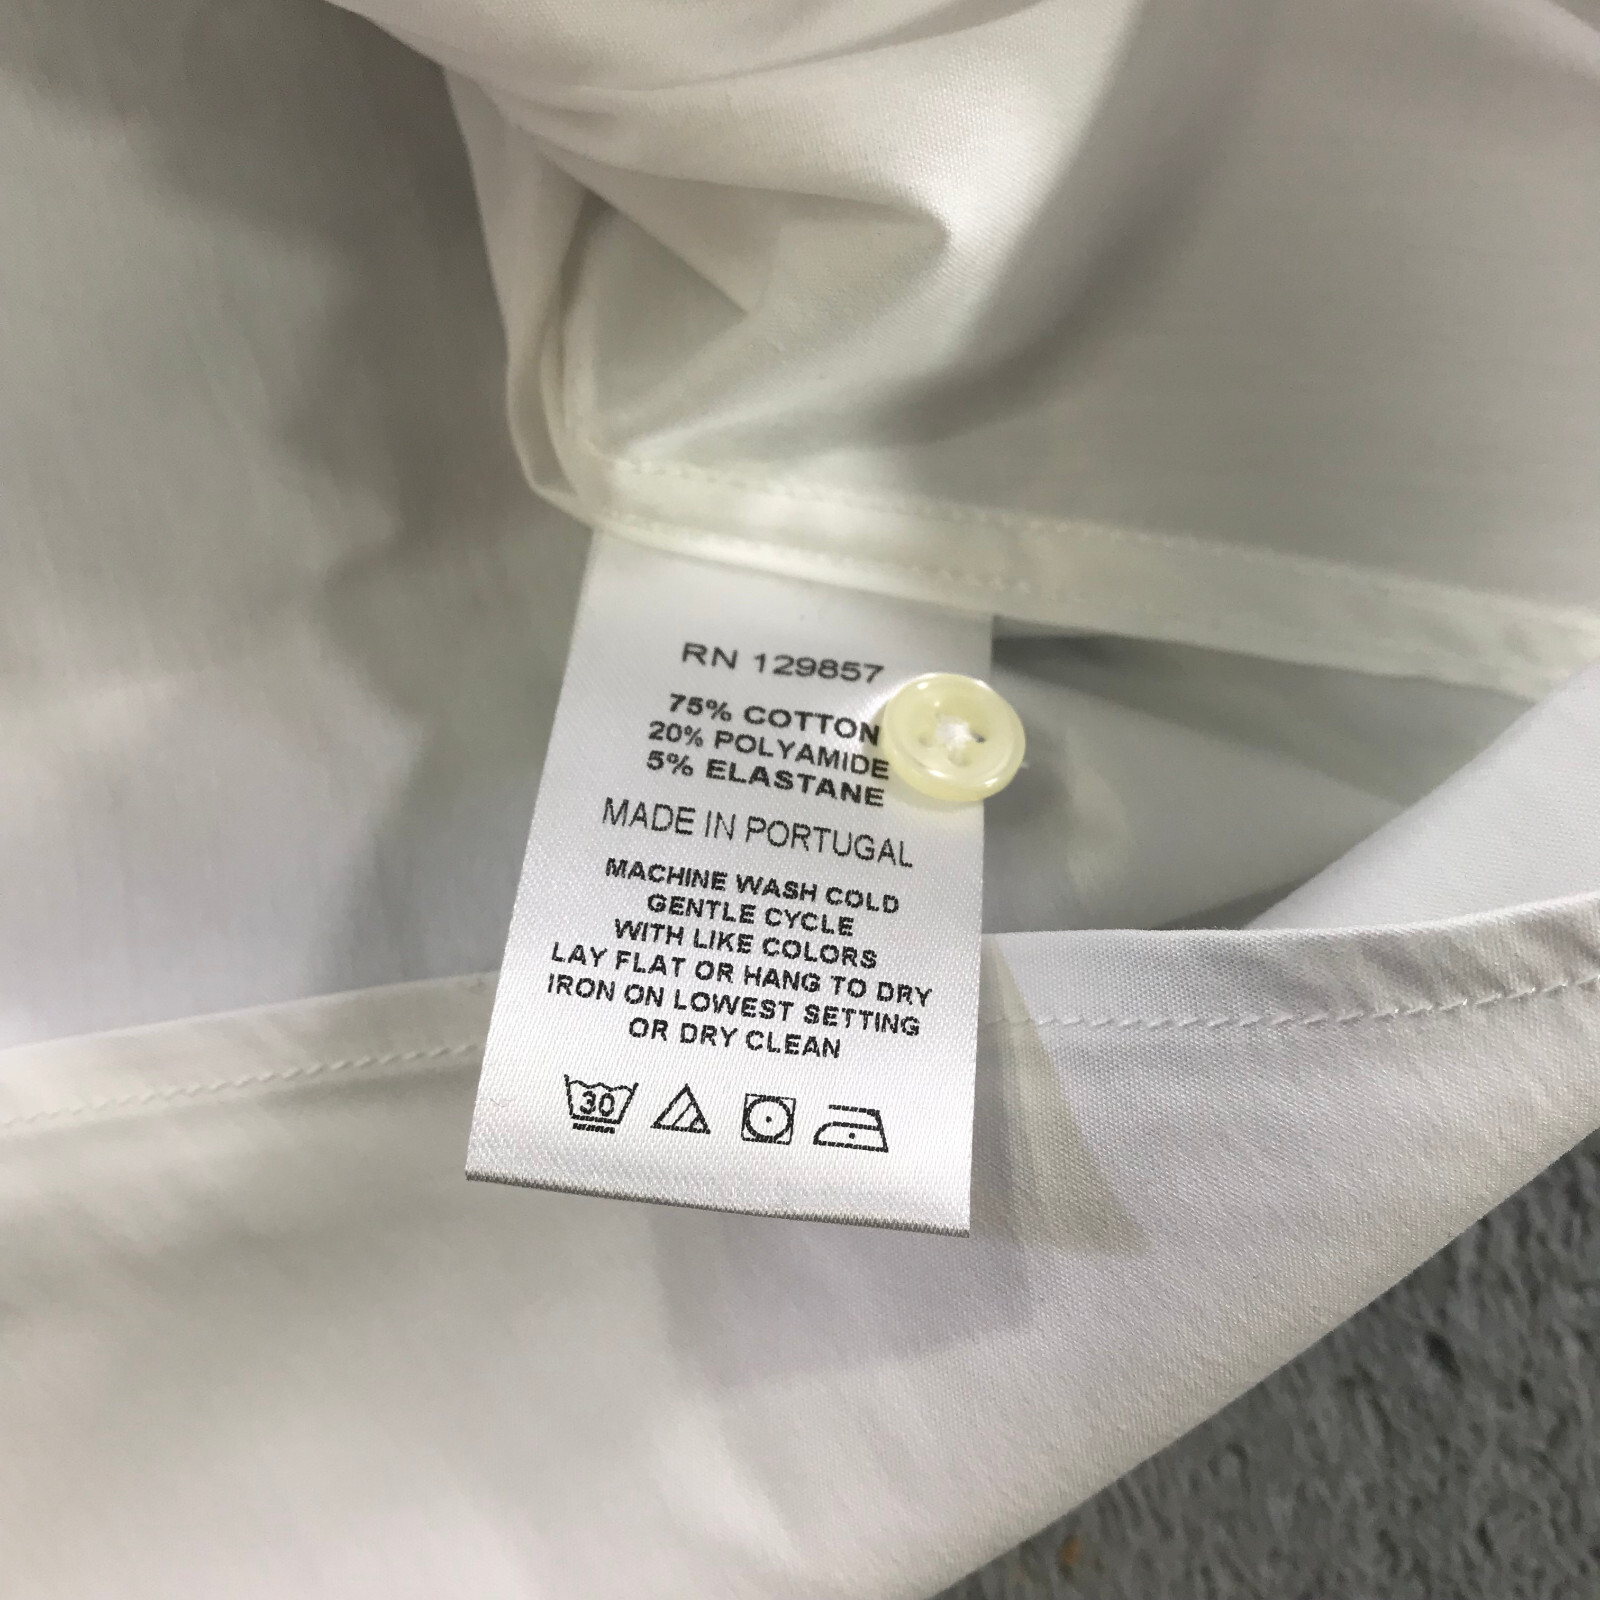 RN 129857
75% COTTON
20% POLYAMIDE
5% ELASTANE
MADE IN PORTUGAL
MACHINE WASH COLD
GENTLE CYCLE
WITH LIKE COLORS
LAY FLAT OR HANG TO DRY
IRON ON LOWEST SETTING
OR DRY CLEAN
30